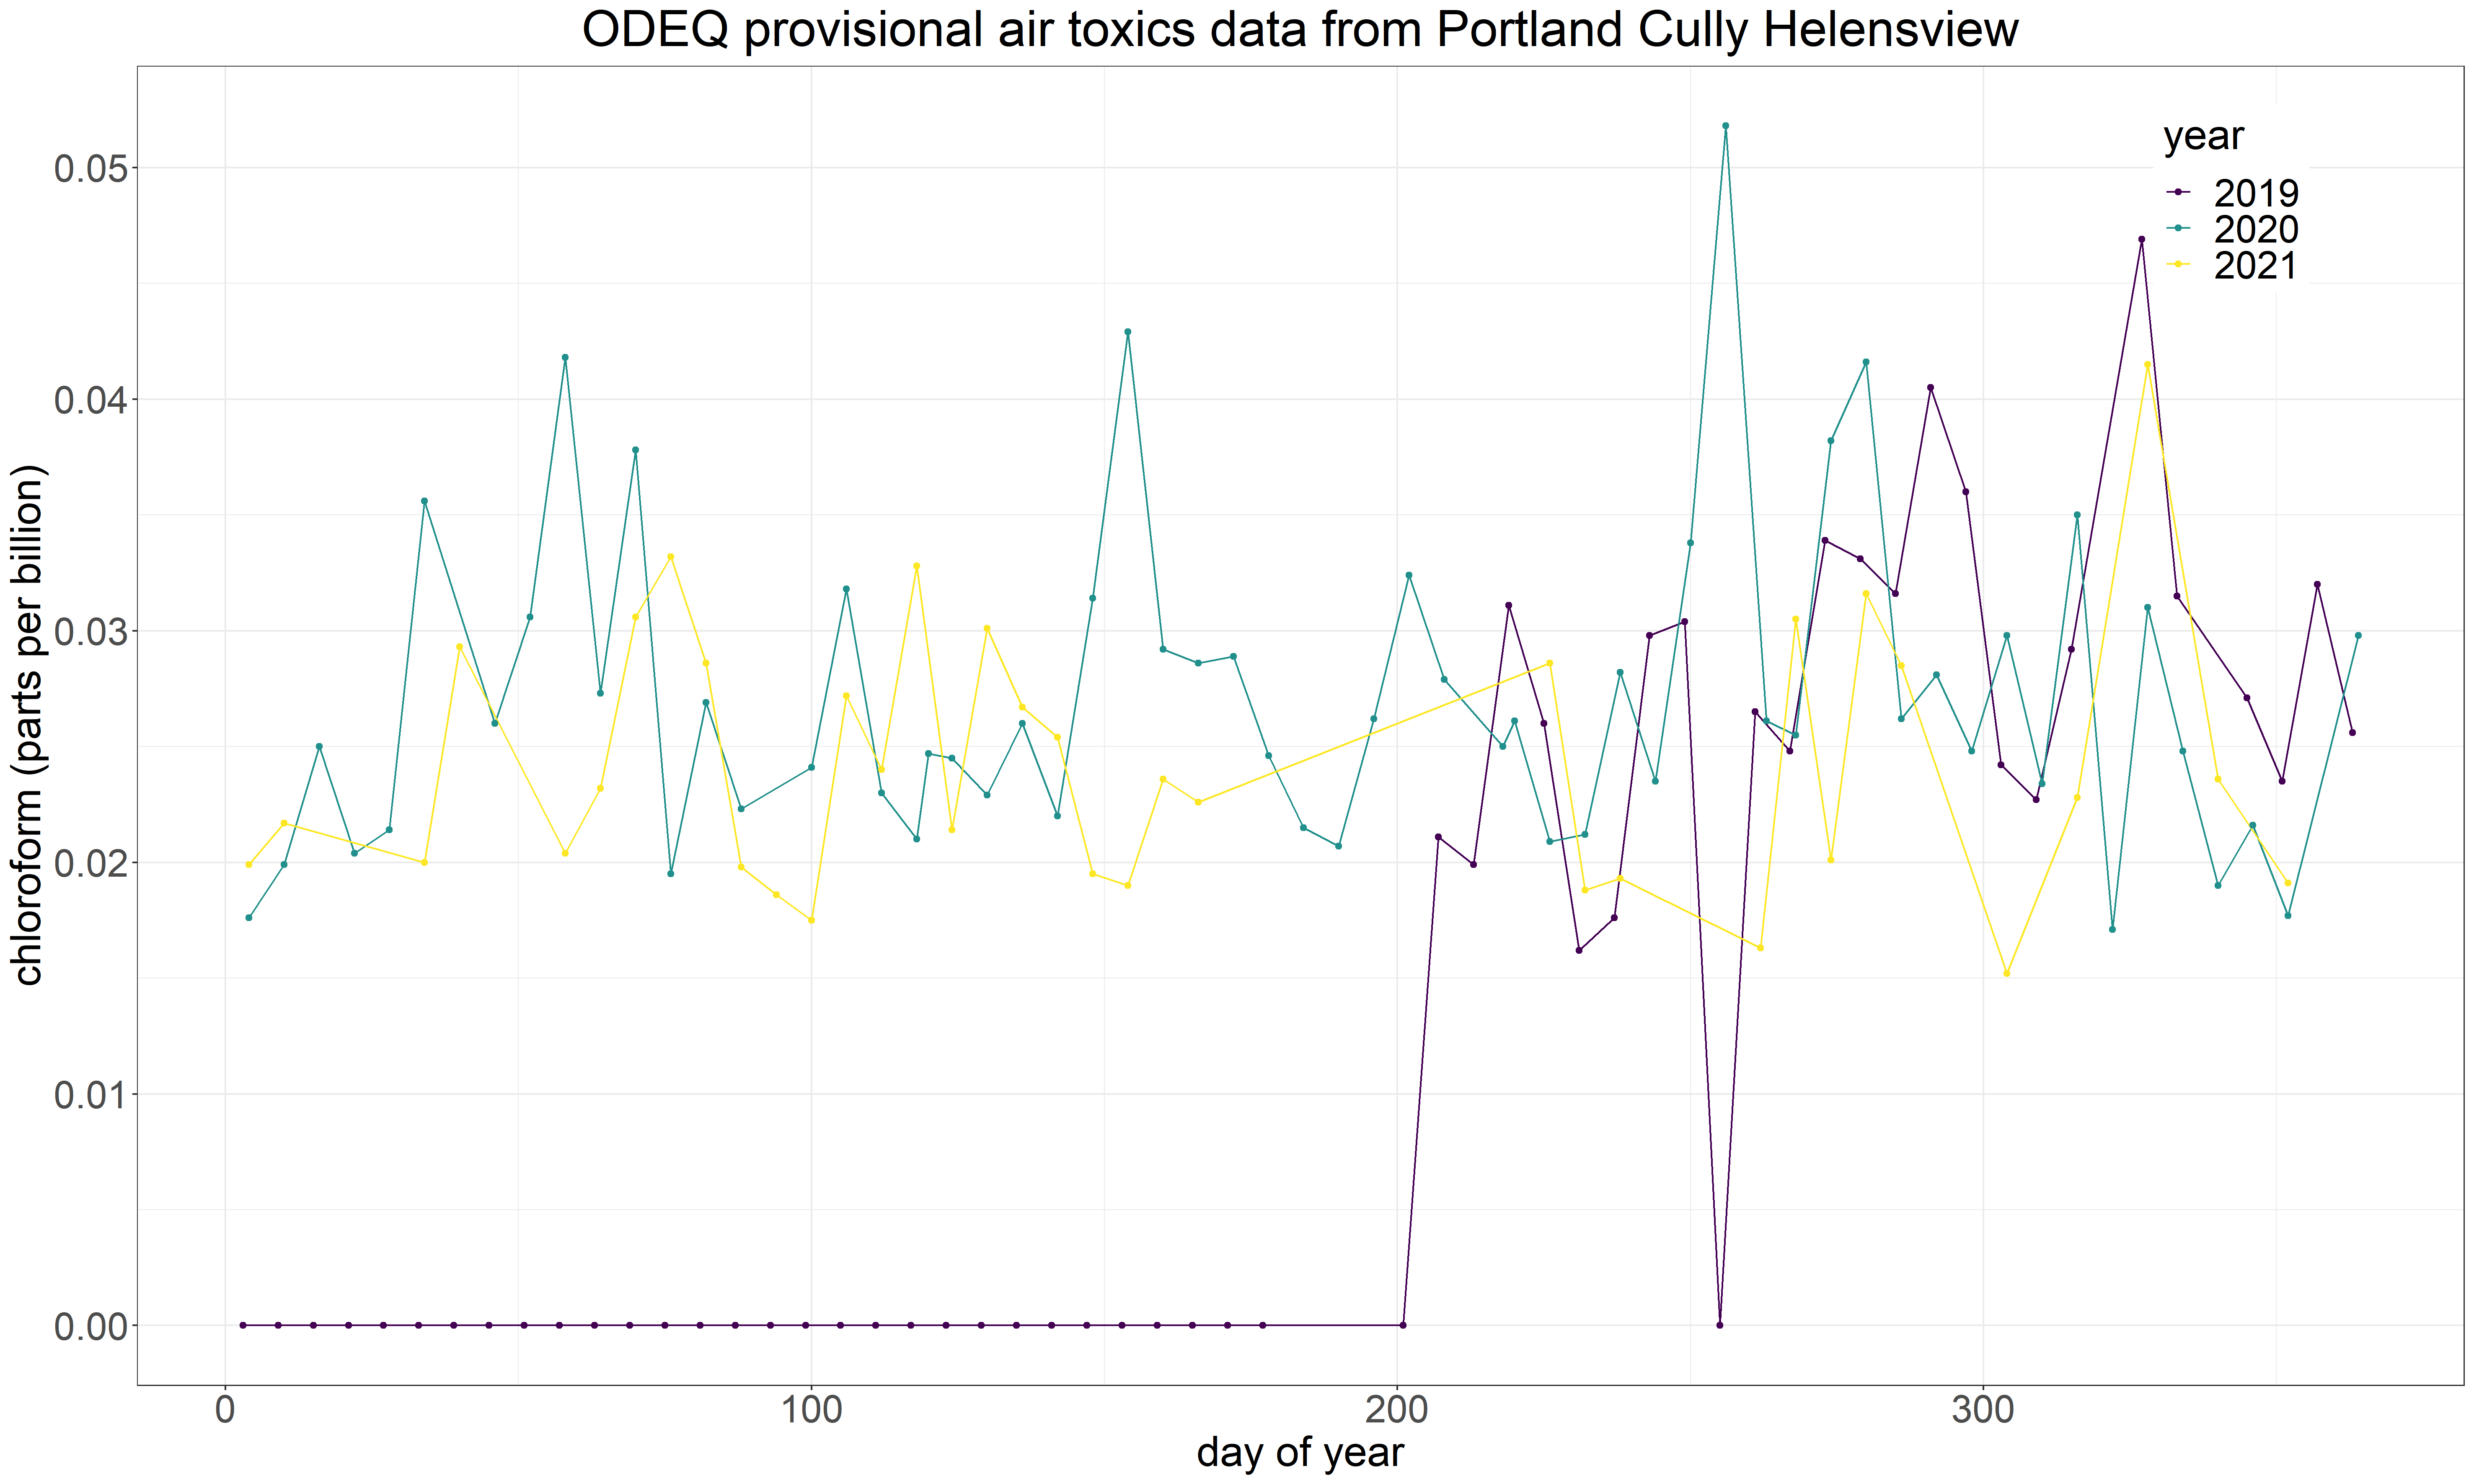 ODEQ provisional air toxics data from Portland Cully Helensview
chloroform (parts per billion)
0.05
0.04
0.03
0.02
0.01
0.00
year
2019
2020
2021
0 100 200 300
day of year